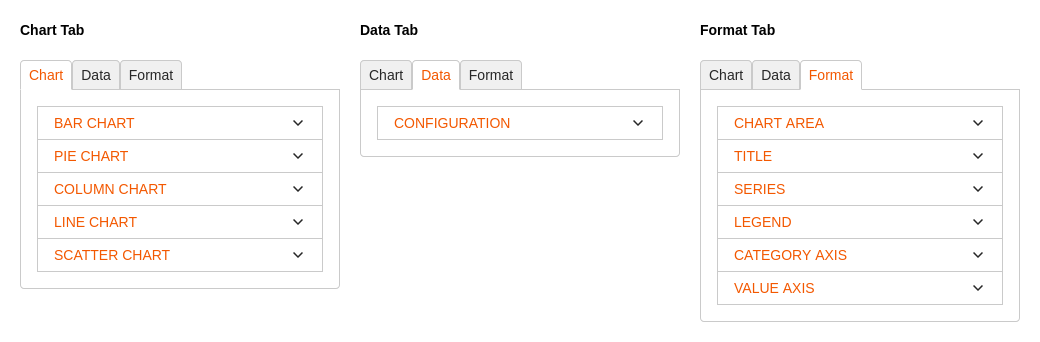 Chart Tab
Chart Data Format
BAR CHART
PIE CHART
COLUMN CHART
LINE CHART
SCATTER CHART
Data Tab
Chart Data Format
CONFIGURATION
Format Tab
Chart Data Format
CHART AREA
TITLE
SERIES
LEGEND
CATEGORY AXIS
VALUE AXIS